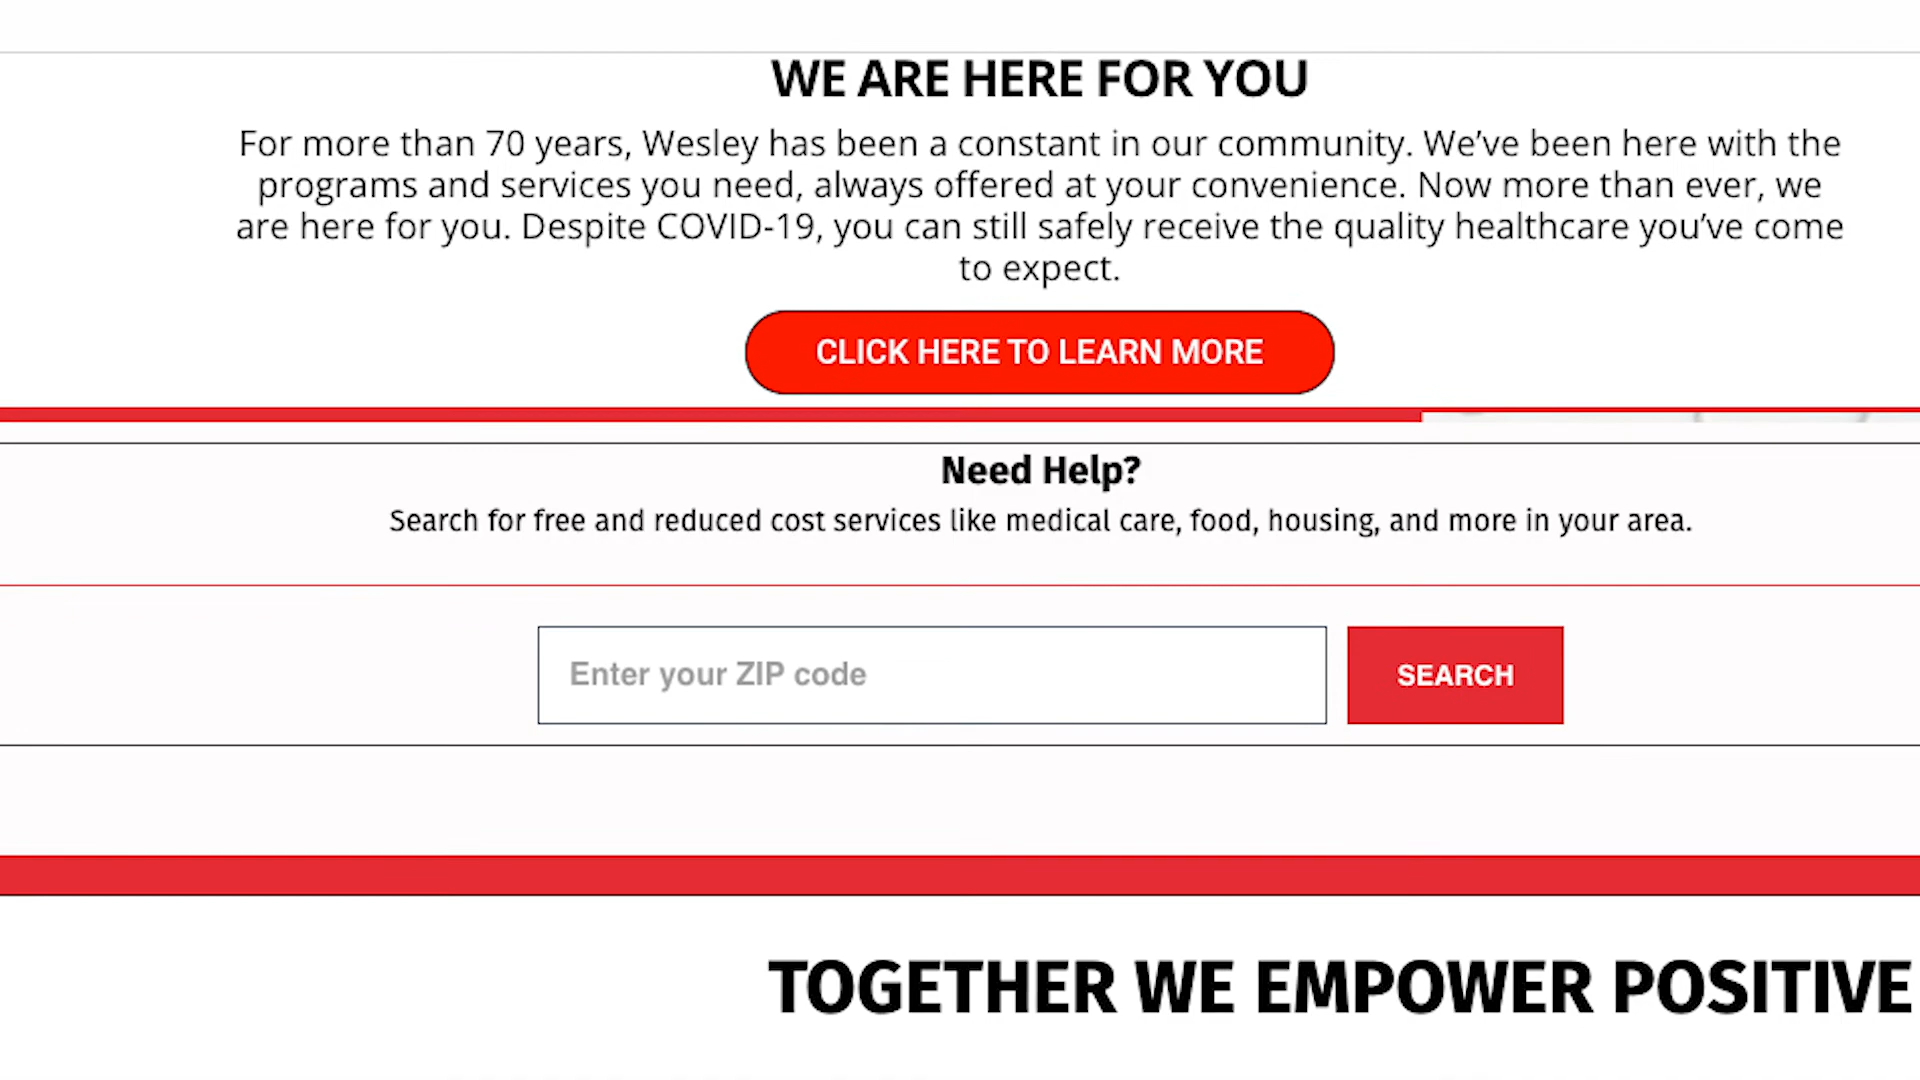 WE ARE HERE FOR YOU
For more than 70 years, Wesley has been a constant in our community. We’ve been here with the
programs and services you need, always offered at your convenience. Now more than ever, we
are here for you. Despite COVID-19, you can still safely receive the quality healthcare you’ve come
to expect.
CLICK HERE TO LEARN MORE
Need Help?
Search for free and reduced cost services like medical care, food, housing, and more in your area.
Enter your ZIP code
SEARCH
TOGETHER WE EMPOWER POSITIVE